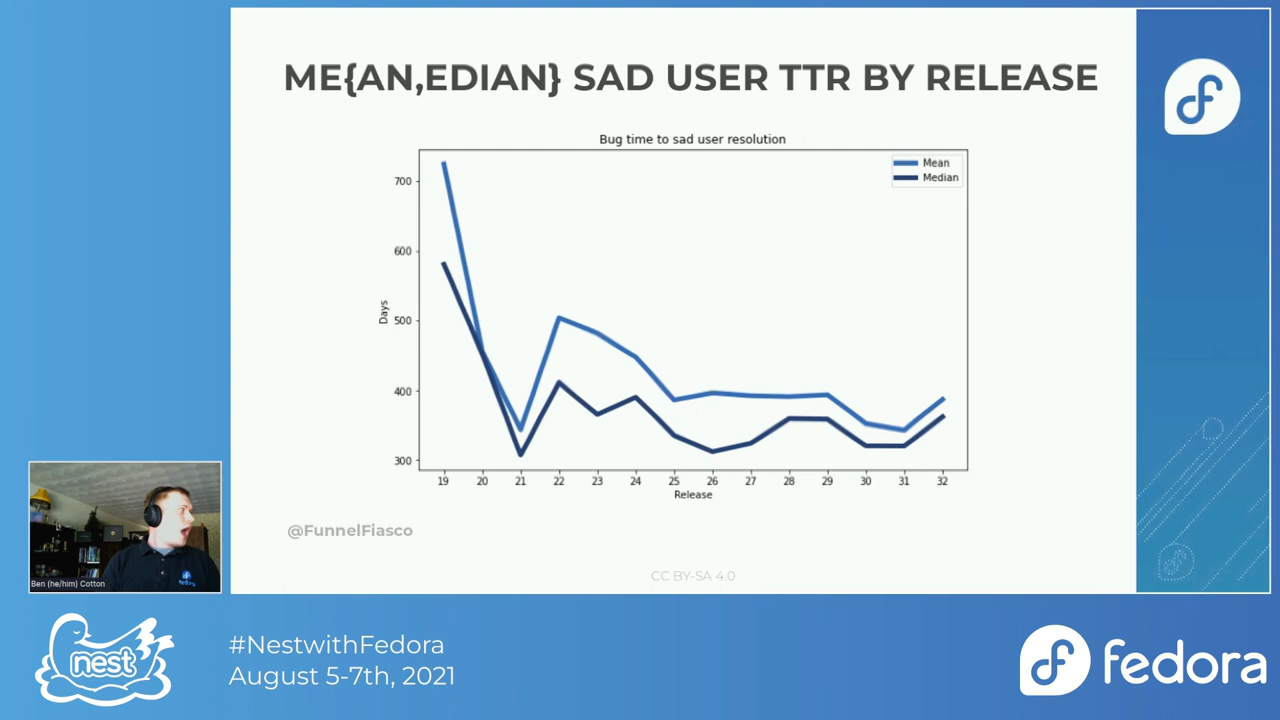 ME{AN,EDIAN} SAD USER TTR BY RELEASE
Bug time to sad user resolution
Mean
Median
700
600
500
400
300
Days
19 20 21 22 23 24 25 26 27 28 29 30 31 32
Release
@FunnelFiasco
CC BY-SA 4.0
fedora
Ben (he/him) Cotton
nest
#NestwithFedora
August 5-7th, 2021
fedora